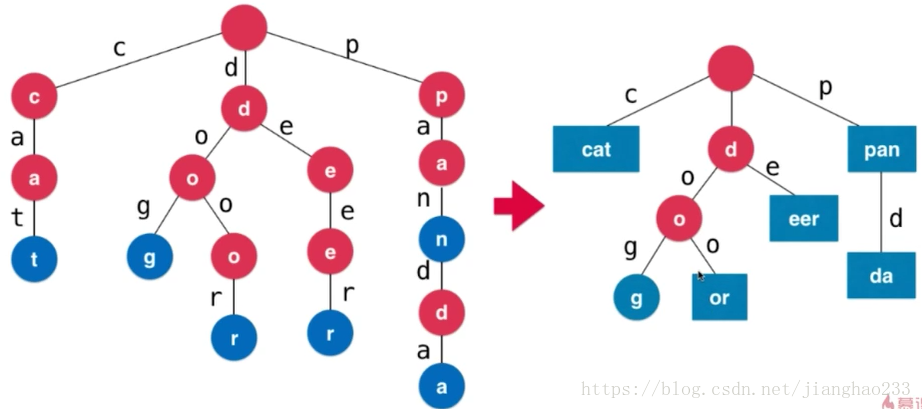 c d p
c d p
a o e a
a o e a
t g o e n
t g o e n
r r d
r r d
a
a
c p
cat d pan
o e d
o eer
g o da
g or
https://blog.csdn.net/jianghao233